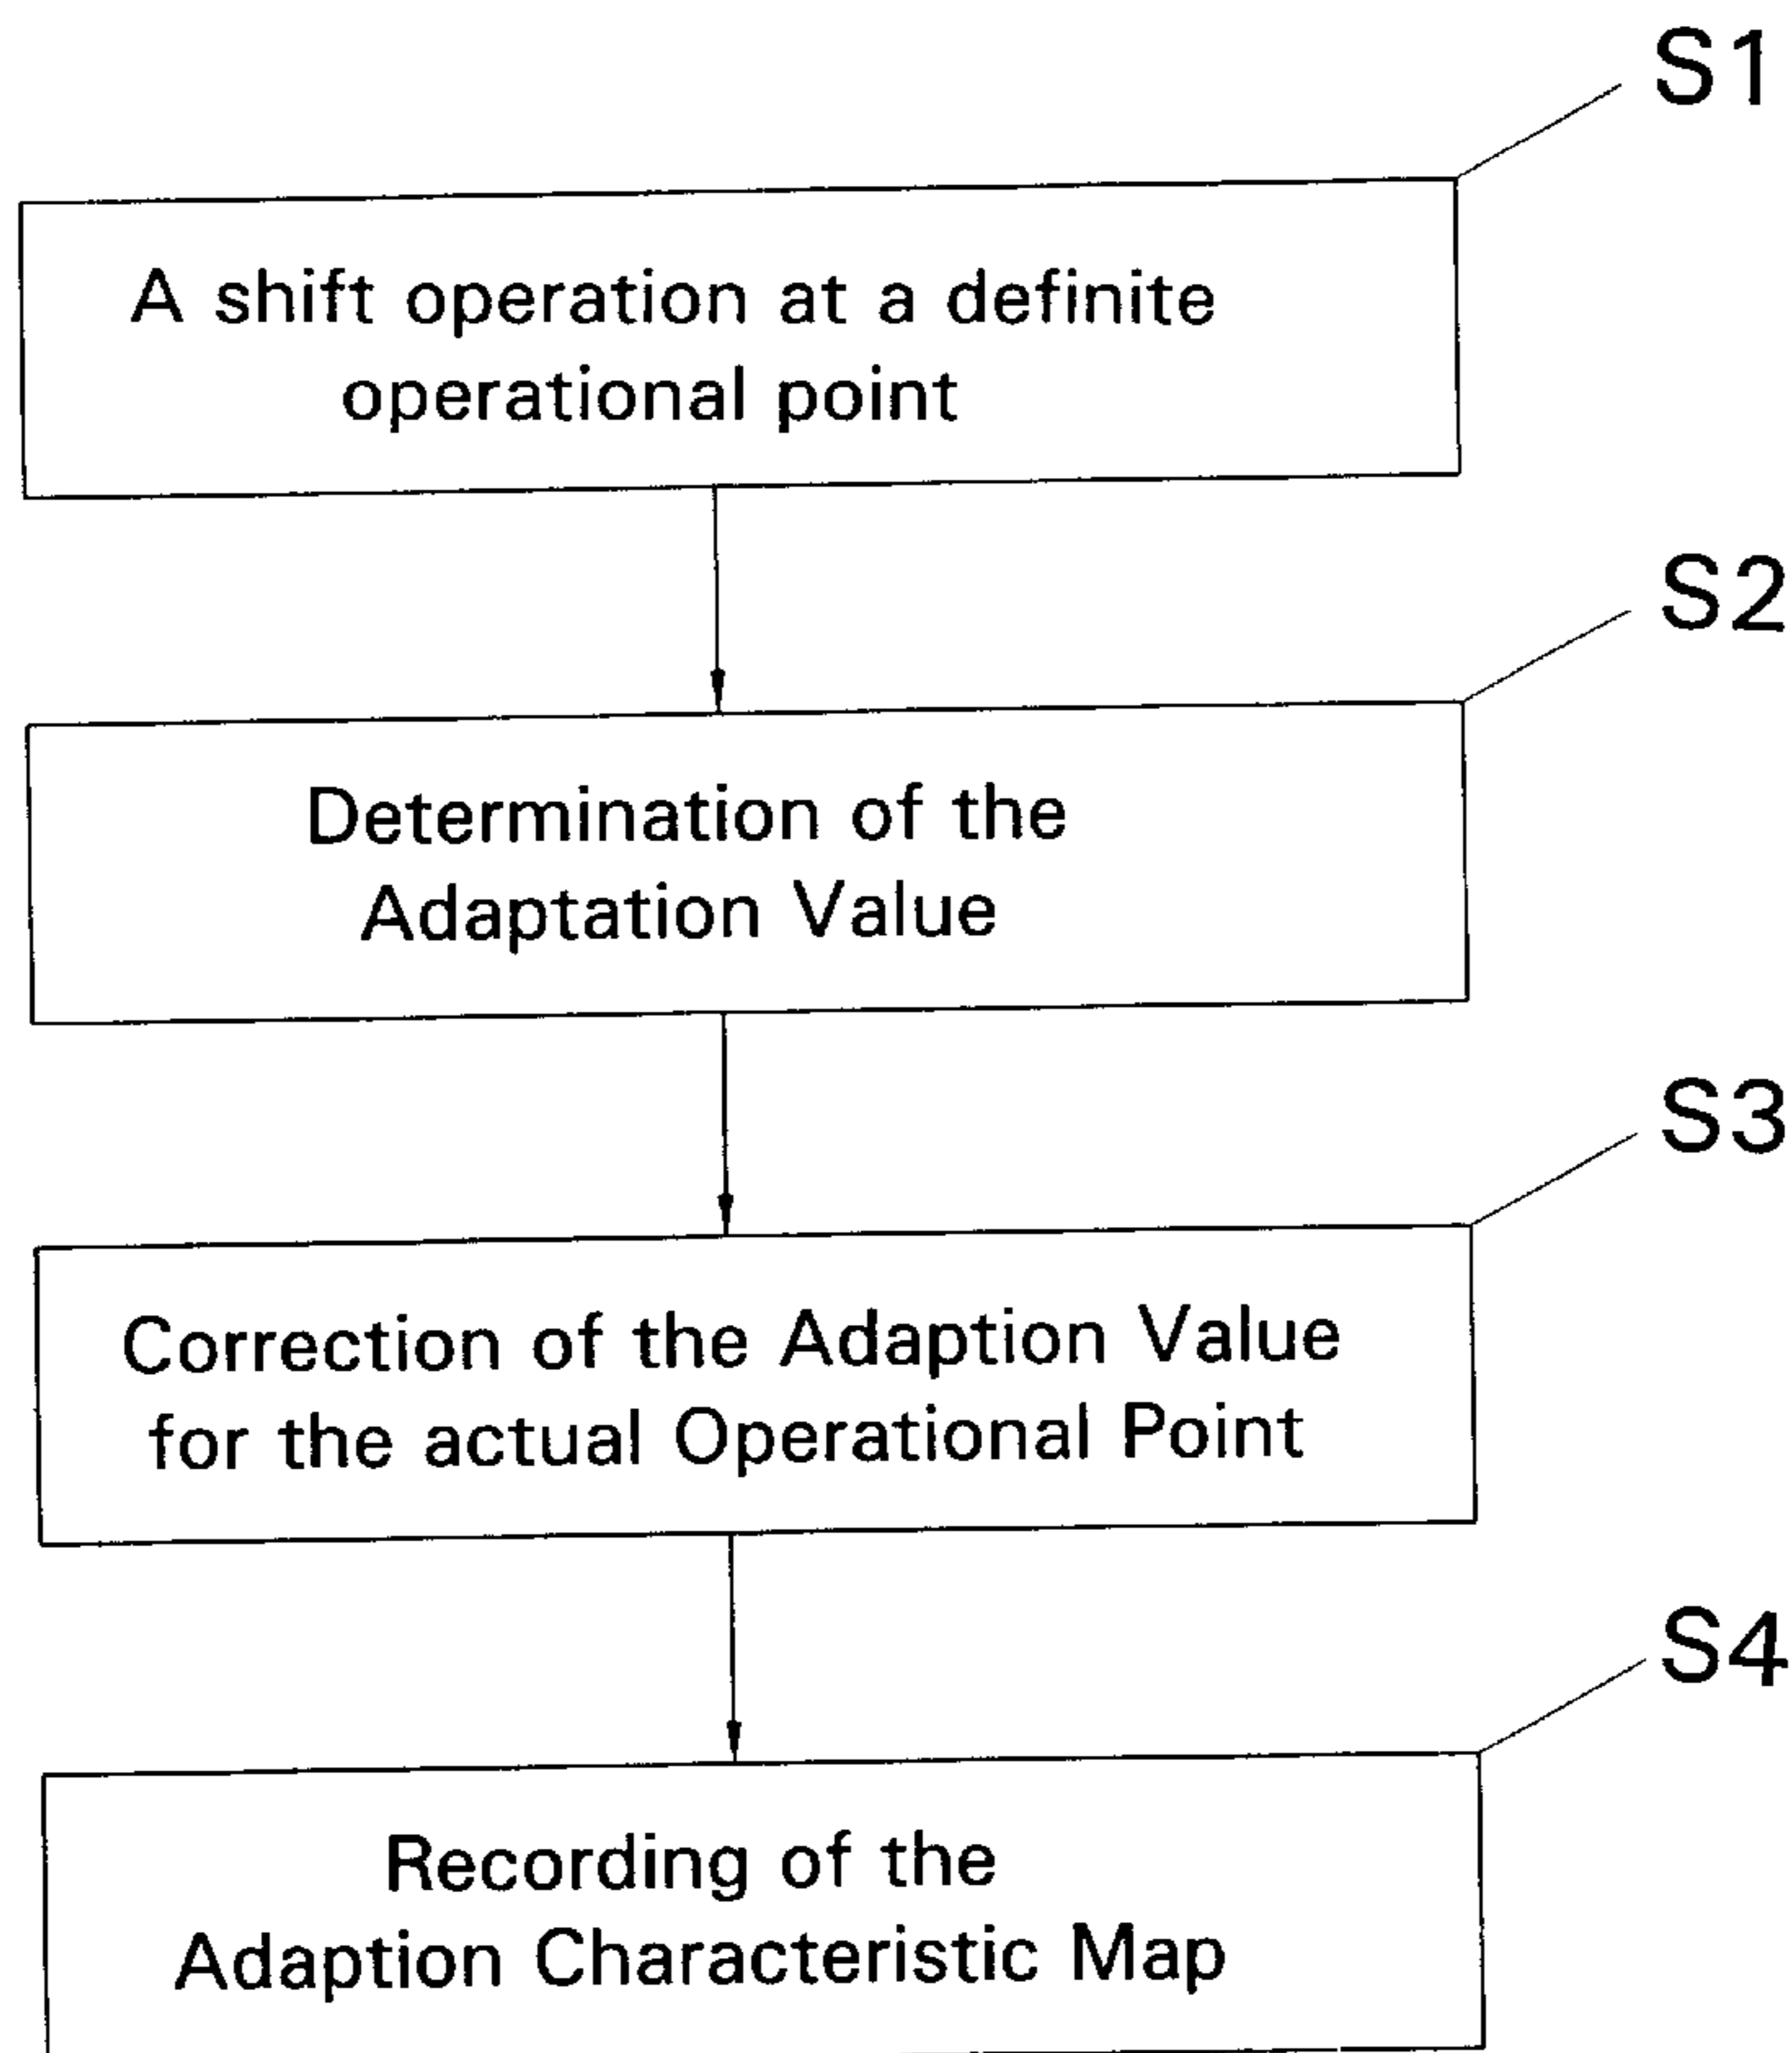 S1
A shift operation at a definite
operational point
S2
Determination of the
Adaptation Value
S3
Correction of the Adaption Value
for the actual Operational Point
S4
Recording of the
Adaption Characteristic Map